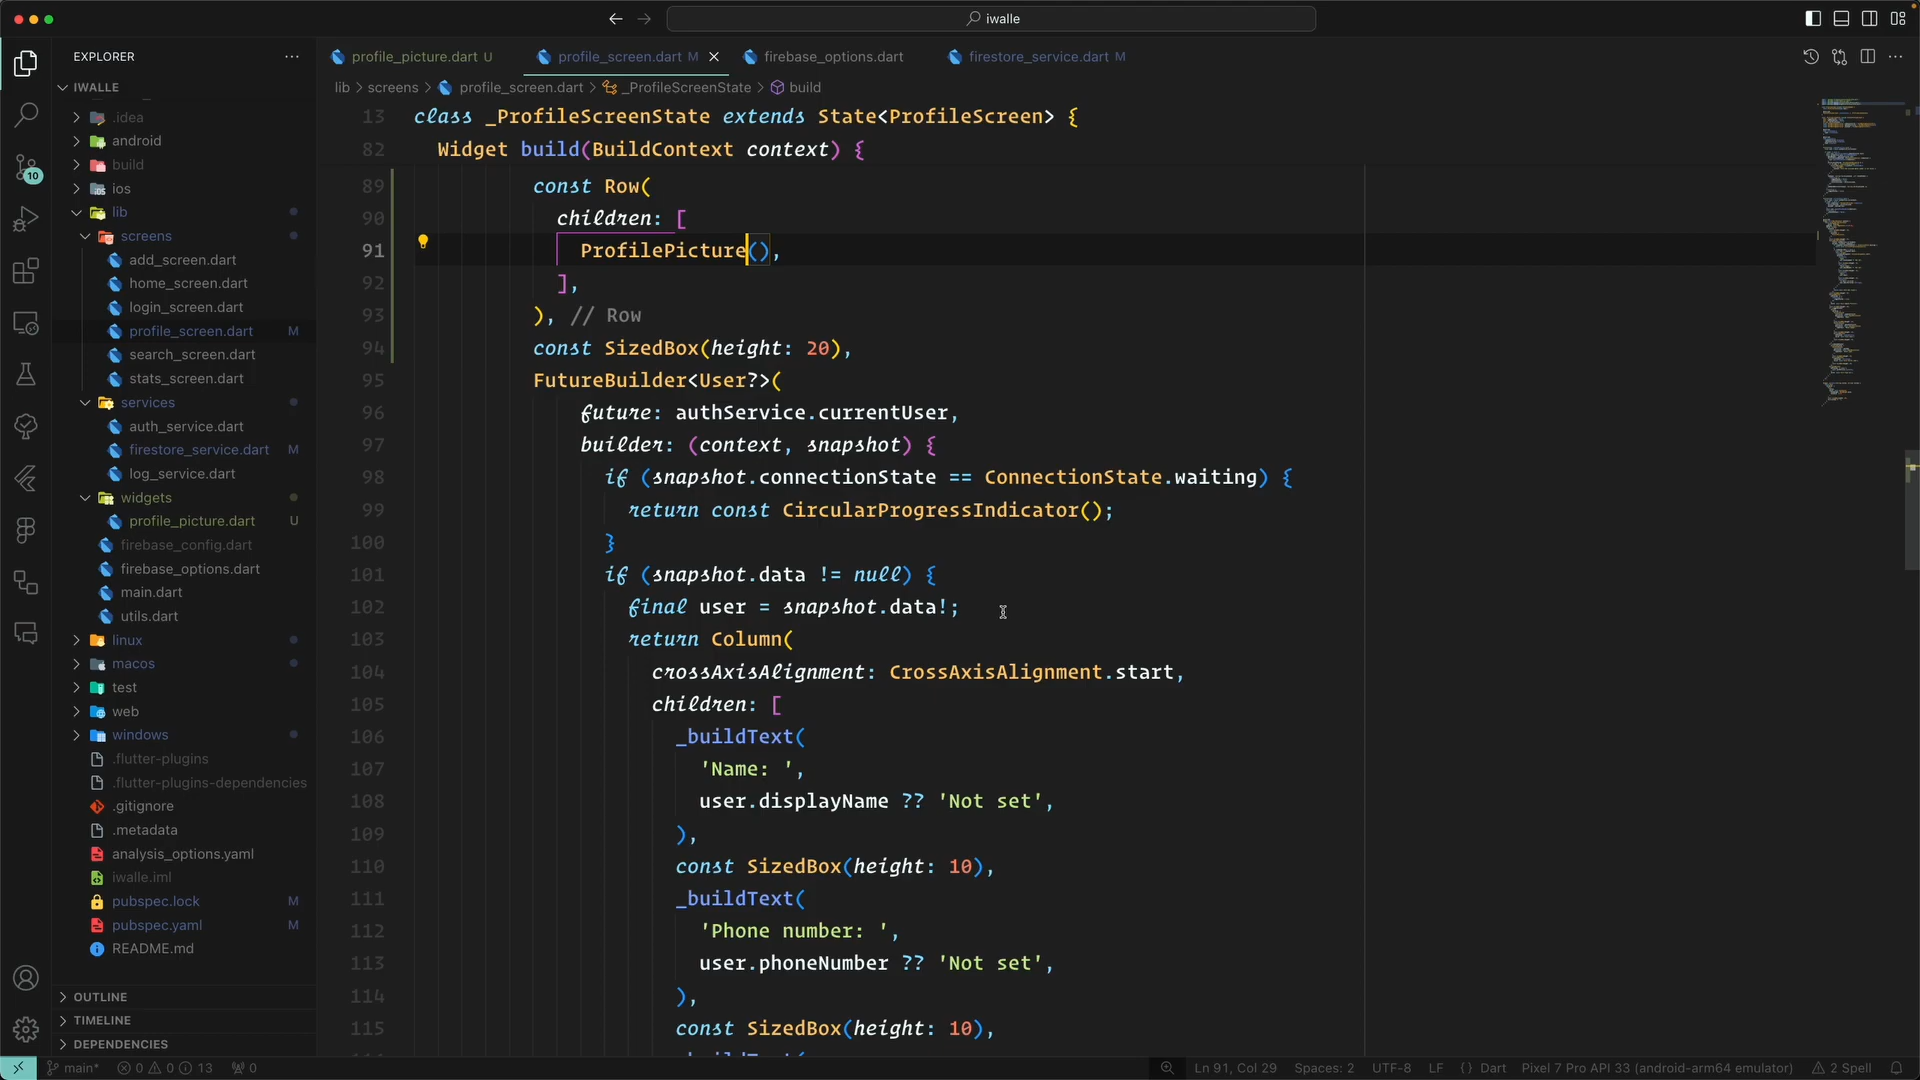 iwalle
EXPLORER
profile_picture.dart U
profile_screen.dart M
firebase_options.dart
firestore_service.dart M
IWALLE
lib > screens > profile_screen.dart > _ProfileScreenState > build
.idea
android
build
ios
lib
screens
add_screen.dart
home_screen.dart
login_screen.dart
profile_screen.dart M
search_screen.dart
stats_screen.dart
services
auth_service.dart
firestore_service.dart M
log_service.dart
widgets
profile_picture.dart U
firebase_config.dart
firebase_options.dart
main.dart
utils.dart
linux
macos
test
web
windows
.flutter-plugins
.flutter-plugins-dependencies
.gitignore
.metadata
analysis_options.yaml
iwalle.iml
pubspec.lock M
pubspec.yaml M
README.md
OUTLINE
TIMELINE
DEPENDENCIES
10
13 class _ProfileScreenState extends State<ProfileScreen> {
82 Widget build(BuildContext context) {
89 const Row(
90 children: [
91 ProfilePicture(),
92 ],
93 ), // Row
94 const SizedBox(height: 20),
95 FutureBuilder<User?>(
96 future: authService.currentUser,
97 builder: (context, snapshot) {
98 if (snapshot.connectionState == ConnectionState.waiting) {
99 return const CircularProgressIndicator();
100 }
101 if (snapshot.data != null) {
102 final user = snapshot.data!;
103 return Column(
104 crossAxisAlignment: CrossAxisAlignment.start,
105 children: [
106 _buildText(
107 'Name: ',
108 user.displayName ?? 'Not set',
109 ),
110 const SizedBox(height: 10),
111 _buildText(
112 'Phone number: ',
113 user.phoneNumber ?? 'Not set',
114 ),
115 const SizedBox(height: 10),
main* 0 0 13 0
Ln 91, Col 29 Spaces: 2 UTF-8 LF {} Dart Pixel 7 Pro API 33 (android-arm64 emulator) 2 Spell